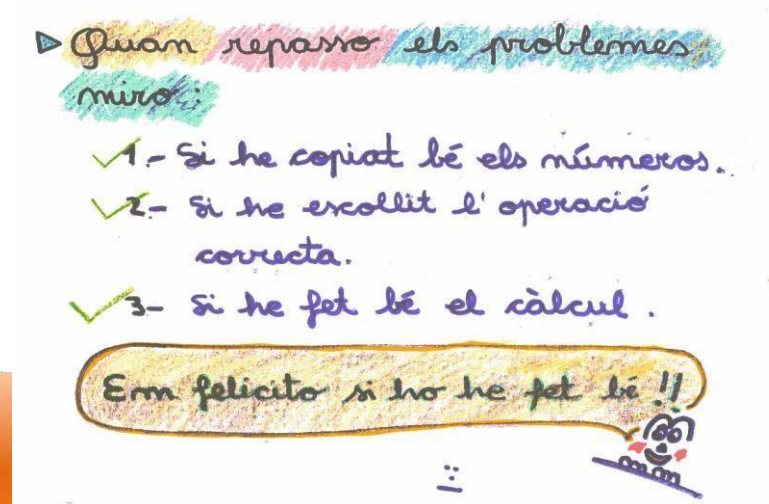 Quan repasso els problemes
miro:
1.- Si he copiat bé els números.
2.- Si he escollit l'operació
correcta.
3- Si he fet bé el càlcul.
Em felicito si ho he fet bé!!